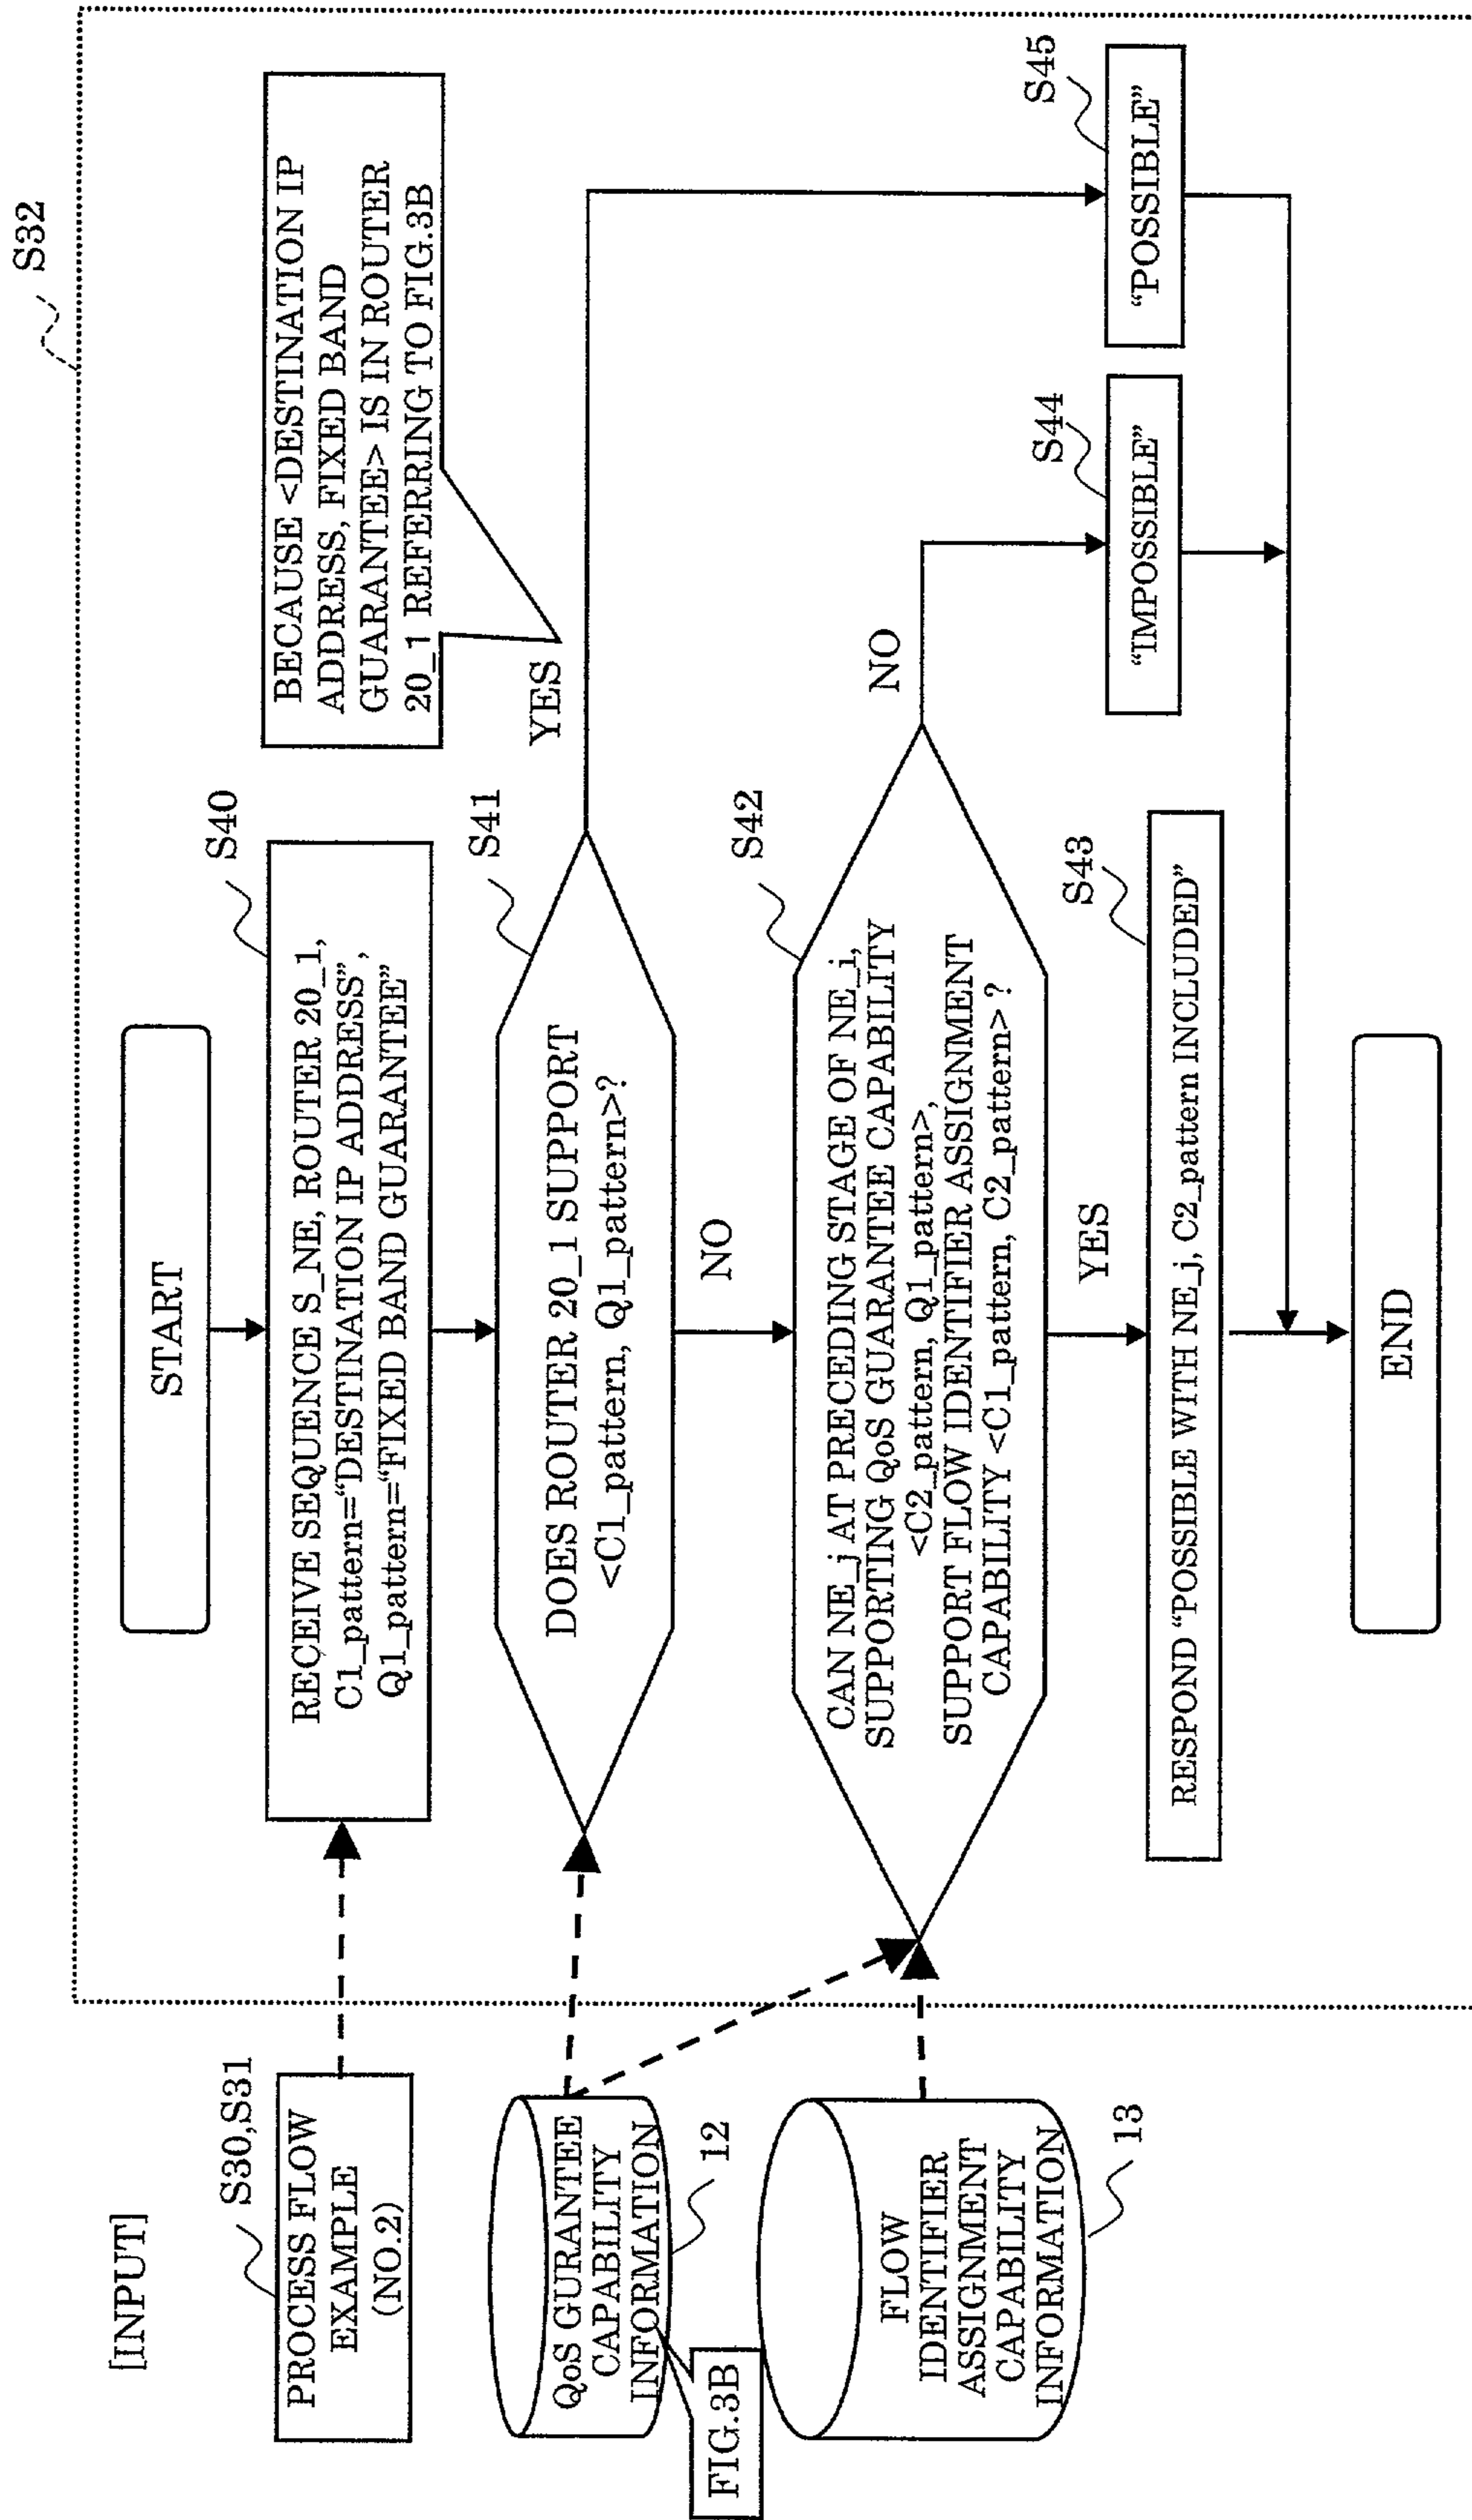 S32
[INPUT]
START
S30,S31
PROCESS FLOW
EXAMPLE
(NO.2)
S40
RECEIVE SEQUENCE S_NE, ROUTER 20_1,
C1_pattern=“DESTINATION IP ADDRESS”,
Q1_pattern=“FIXED BAND GUARANTEE”
BECAUSE <DESTINATION IP
ADDRESS, FIXED BAND
GUARANTEE> IS IN ROUTER
20_1 REFERRING TO FIG.3B
QoS GURANTEE
CAPABILITY
INFORMATION
12
FIG.3B
S41
DOES ROUTER 20_1 SUPPORT
<C1_pattern, Q1_pattern>?
YES
NO
FLOW
IDENTIFIER
ASSIGNMENT
CAPABILITY
INFORMATION
13
S42
CAN NE_j AT PRECEDING STAGE OF NE_i,
SUPPORTING QoS GUARANTEE CAPABILITY
<C2_pattern, Q1_pattern>,
SUPPORT FLOW IDENTIFIER ASSIGNMENT
CAPABILITY <C1_pattern, C2_pattern>?
NO
YES
S43
RESPOND “POSSIBLE WITH NE_j, C2_pattern INCLUDED”
S44
“IMPOSSIBLE”
S45
“POSSIBLE”
END